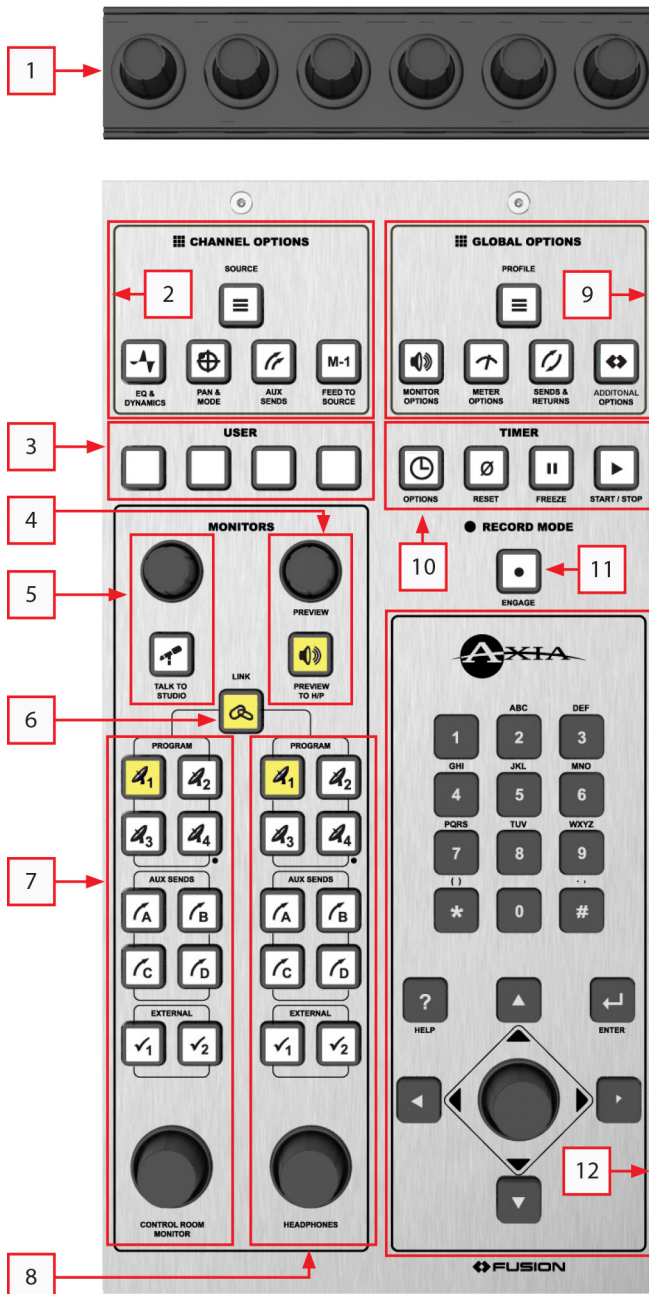 1
CHANNEL OPTIONS
GLOBAL OPTIONS
SOURCE
PROFILE
2
9
M-1
EQ &
DYNAMICS
PAN &
MODE
AUX
SENDS
FEED TO
SOURCE
MONITOR
OPTIONS
METER
OPTIONS
SENDS &
RETURNS
ADDITONAL
OPTIONS
3
USER
TIMER
OPTIONS
RESET
FREEZE
START / STOP
4
MONITORS
RECORD MODE
10
11
ENGAGE
5
PREVIEW
TALK TO
STUDIO
PREVIEW
TO H/P
LINK
6
AXIA
PROGRAM
PROGRAM
1
2
1
2
3
4
3
4
7
AUX SENDS
AUX SENDS
A
B
A
B
C
D
C
D
EXTERNAL
EXTERNAL
1
2
1
2
CONTROL ROOM
MONITOR
HEADPHONES
8
ABC
DEF
1
2
3
GHI
JKL
MNO
4
5
6
PQRS
TUV
WXYZ
7
8
9
( )
. ,
*
0
#
?
HELP
ENTER
12
FUSION